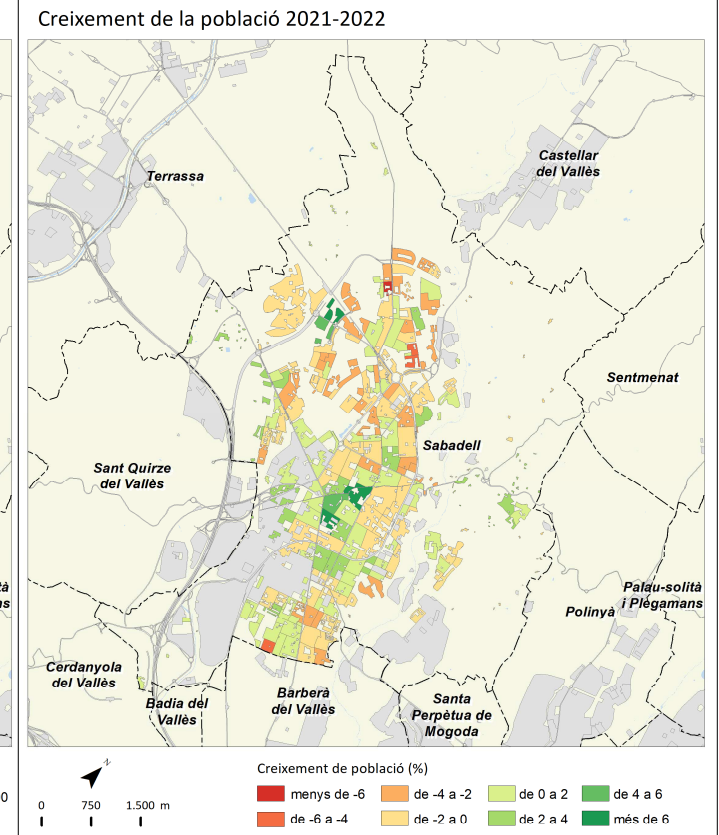 Creixement de la població 2021-2022
Terrassa
Castellar
del Vallès
Sentmenat
Sabadell
Sant Quirze
del Vallès
Palau-solità
i Plegamans
Polinyà
Cerdanyola
del Vallès
Badia del
Vallès
Barberà
del Vallès
Santa
Perpètua de
Mogoda
N
0 750 1.500 m
Creixement de població (%)
menys de -6
de -4 a -2
de 0 a 2
de 4 a 6
de -6 a -4
de -2 a 0
de 2 a 4
més de 6